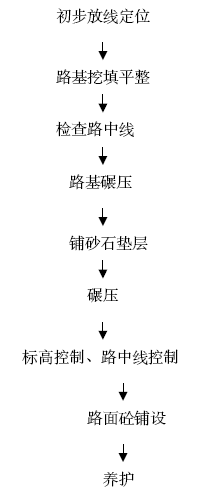 初步放线定位
路基挖填平整
检查路中线
路基碾压
铺砂石垫层
碾压
标高控制、路中线控制
路面砼铺设
养护